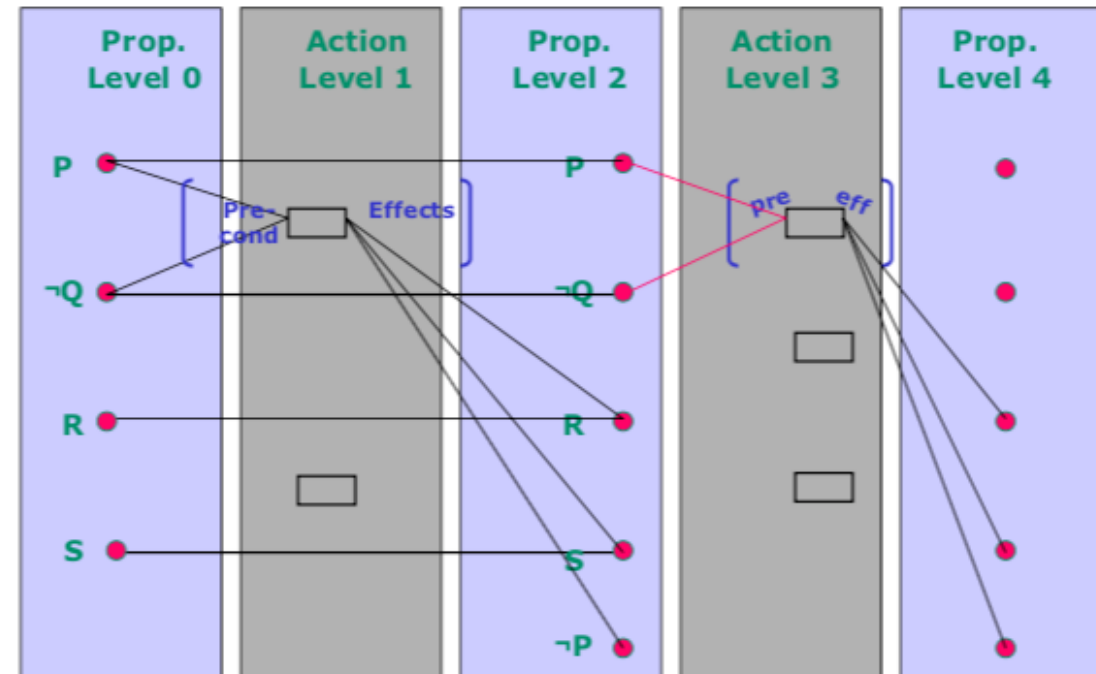 Prop.
Level 0
Action
Level 1
Prop.
Level 2
Action
Level 3
Prop.
Level 4
P
P
Pre-
cond
Effects
pre
eff
¬Q
¬Q
R
R
S
S
¬P